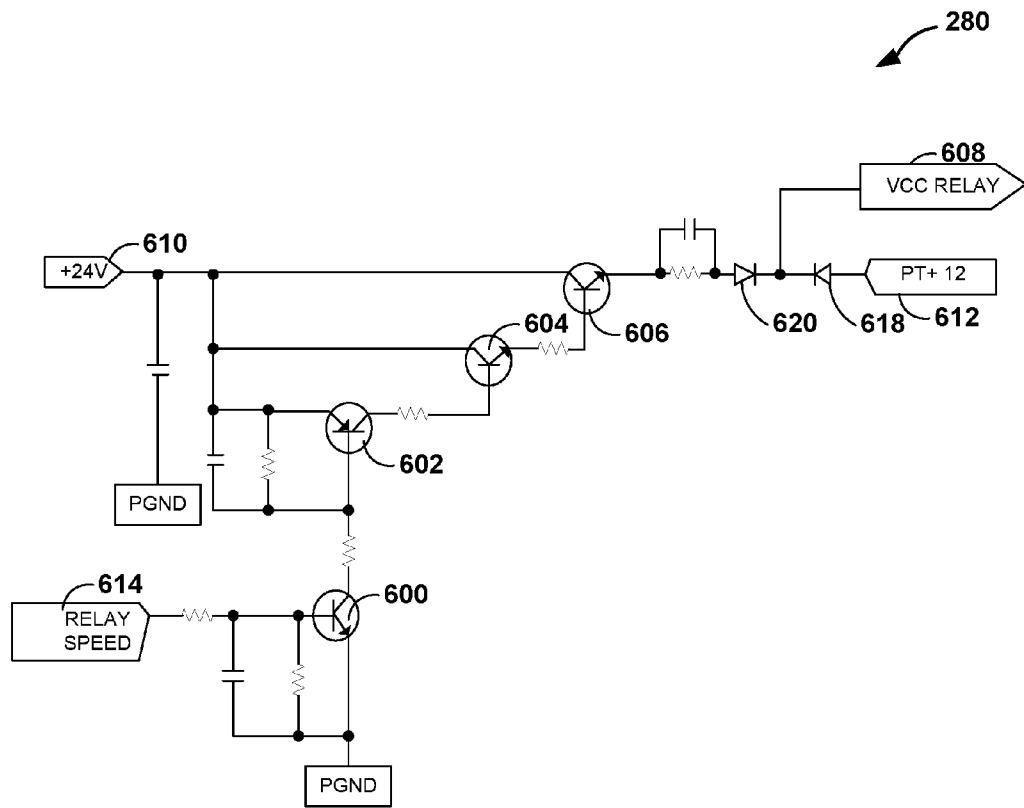 280
608
VCC RELAY
610
+24V
PT+ 12
612
618
620
606
604
602
PGND
614
RELAY
SPEED
600
PGND